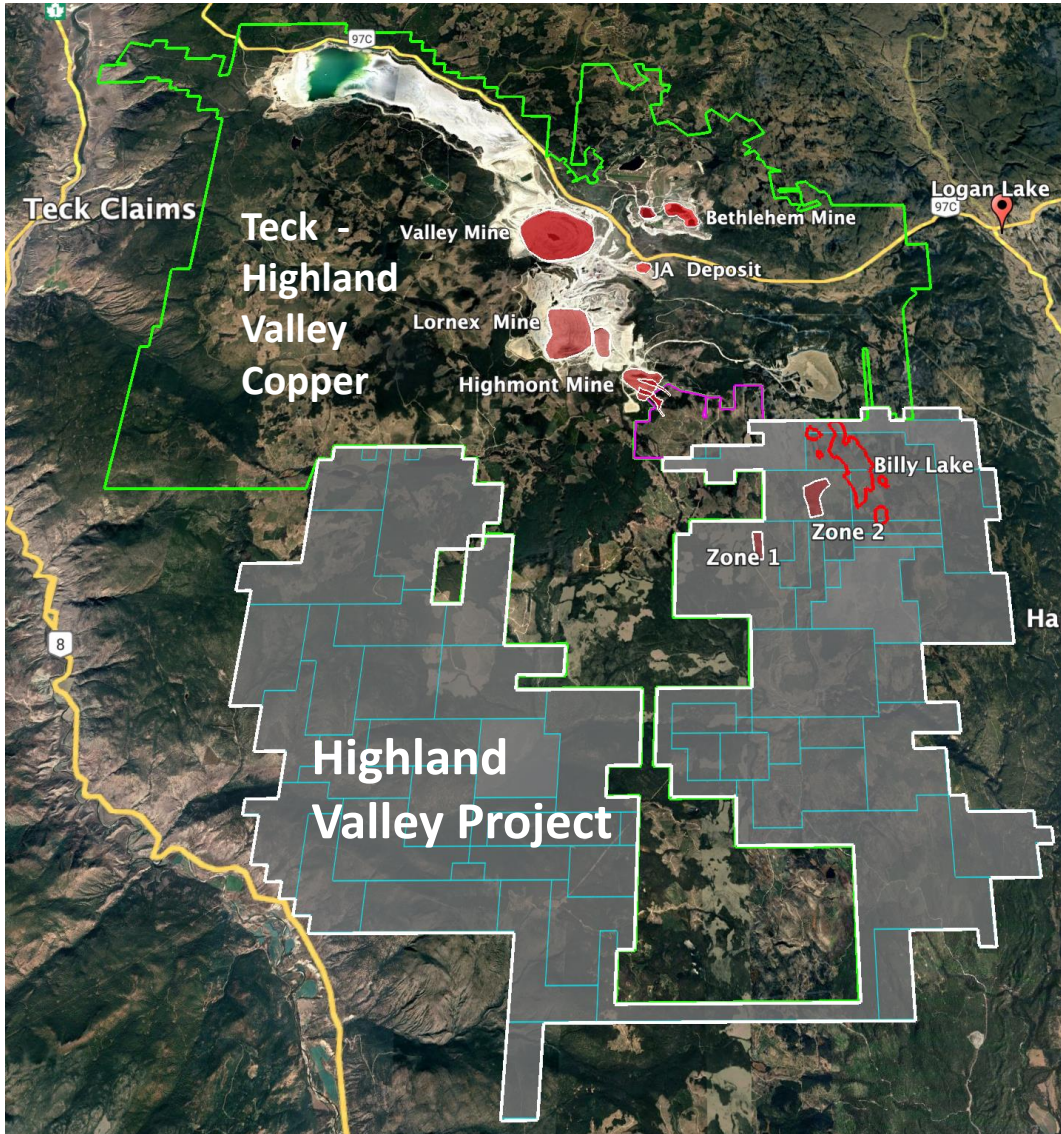 1
97C
Teck Claims
Teck -
Highland
Valley
Copper
Valley Mine
Bethlehem Mine
Logan Lake
97C
JA Deposit
Lornex Mine
Highmont Mine
Billy Lake
Zone 2
Zone 1
Ha
8
Highland
Valley Project